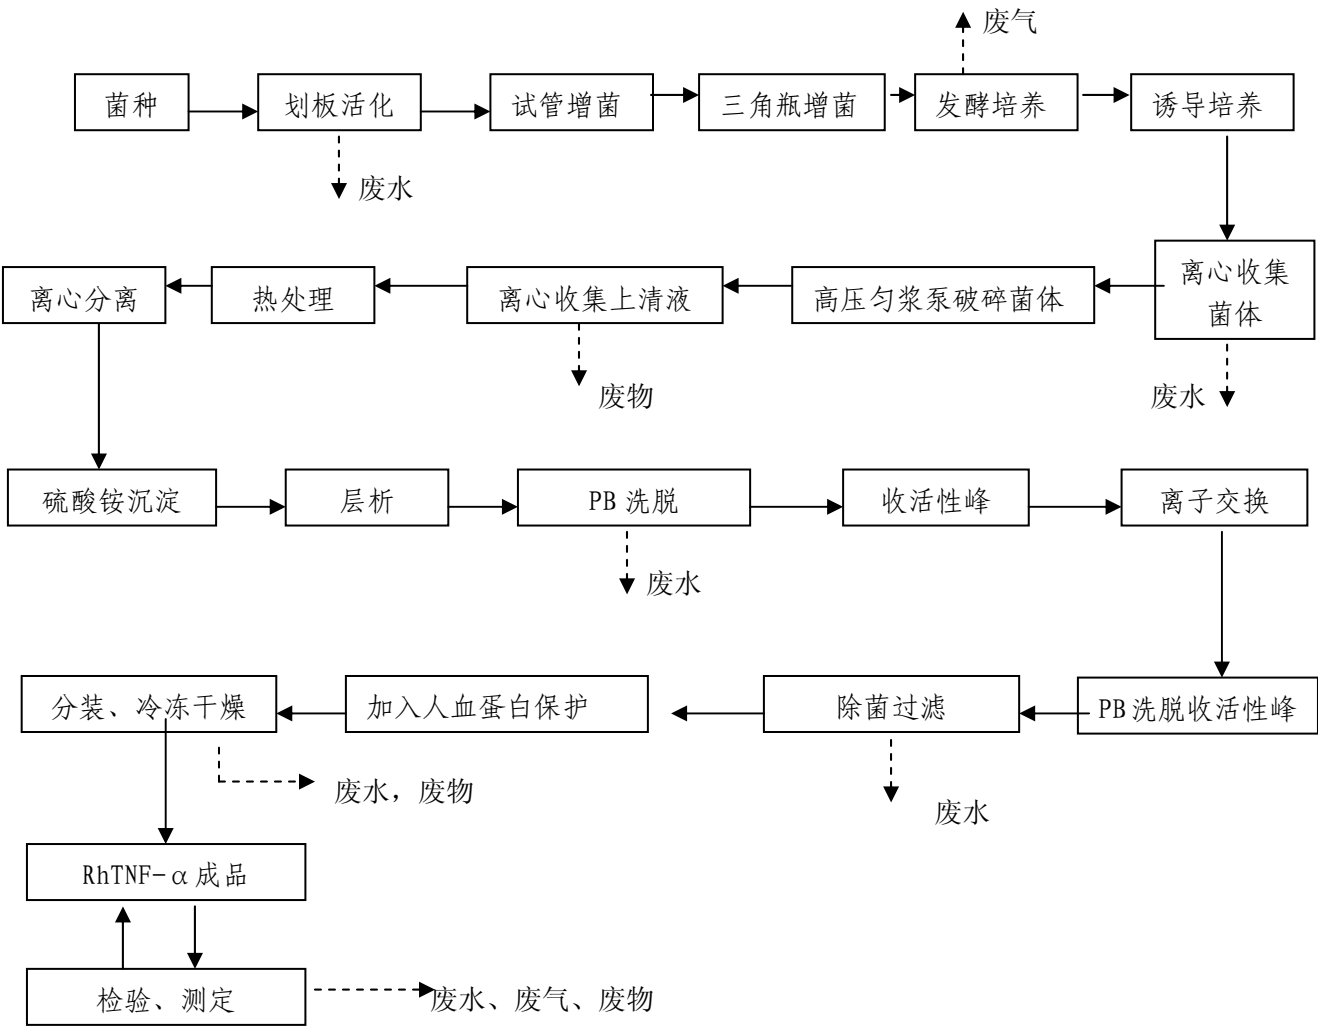 废气
菌种
划板活化
试管增菌
三角瓶增菌
发酵培养
诱导培养
废水
离心分离
热处理
离心收集上清液
高压匀浆泵破碎菌体
离心收集
菌体
废物
废水
硫酸铵沉淀
层析
PB 洗脱
收活性峰
离子交换
废水
分装、冷冻干燥
加入人血蛋白保护
除菌过滤
PB 洗脱收活性峰
废水，废物
废水
RhTNF-α 成品
检验、测定
废水、废气、废物